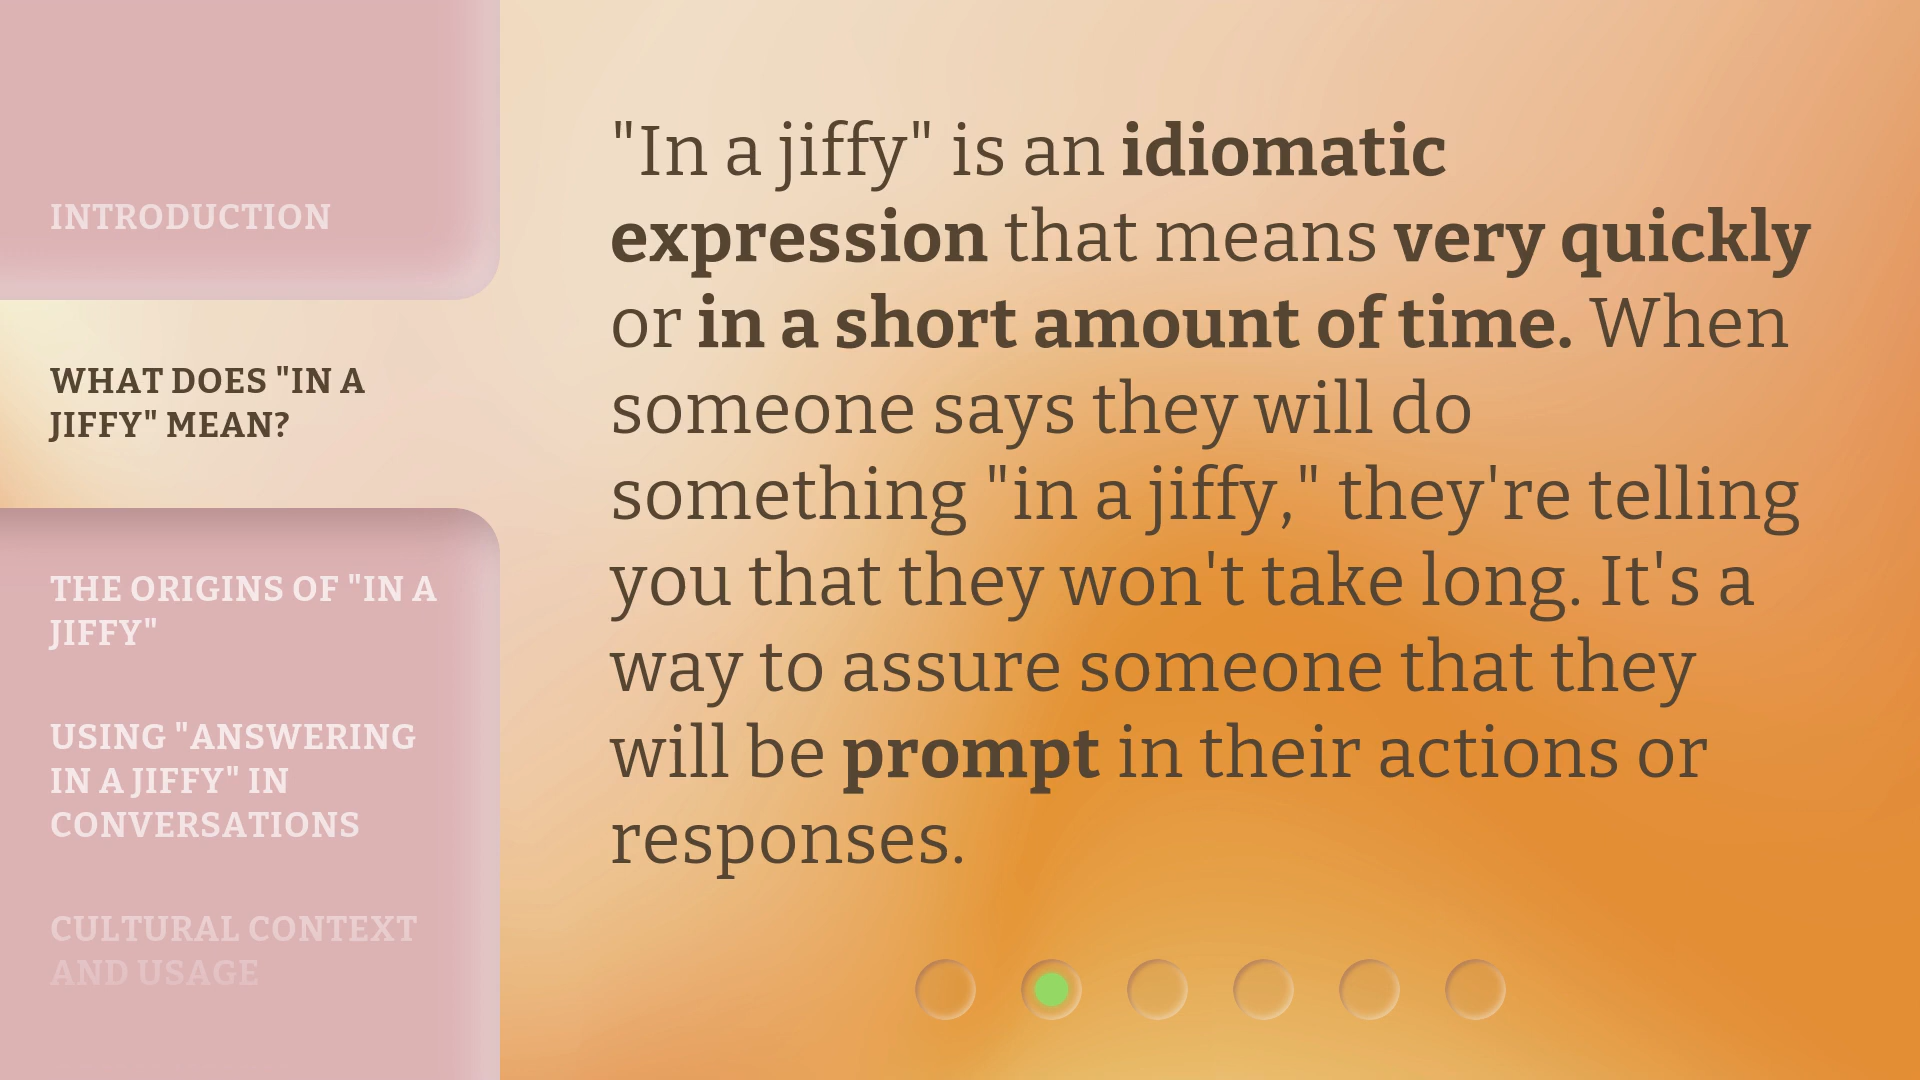 INTRODUCTION
WHAT DOES "IN A
JIFFY" MEAN?
THE ORIGINS OF "IN A
JIFFY"
USING "ANSWERING
IN A JIFFY" IN
CONVERSATIONS
CULTURAL CONTEXT
AND USAGE
"In a jiffy" is an idiomatic
expression that means very quickly
or in a short amount of time. When
someone says they will do
something "in a jiffy," they're telling
you that they won't take long. It's a
way to assure someone that they
will be prompt in their actions or
responses.